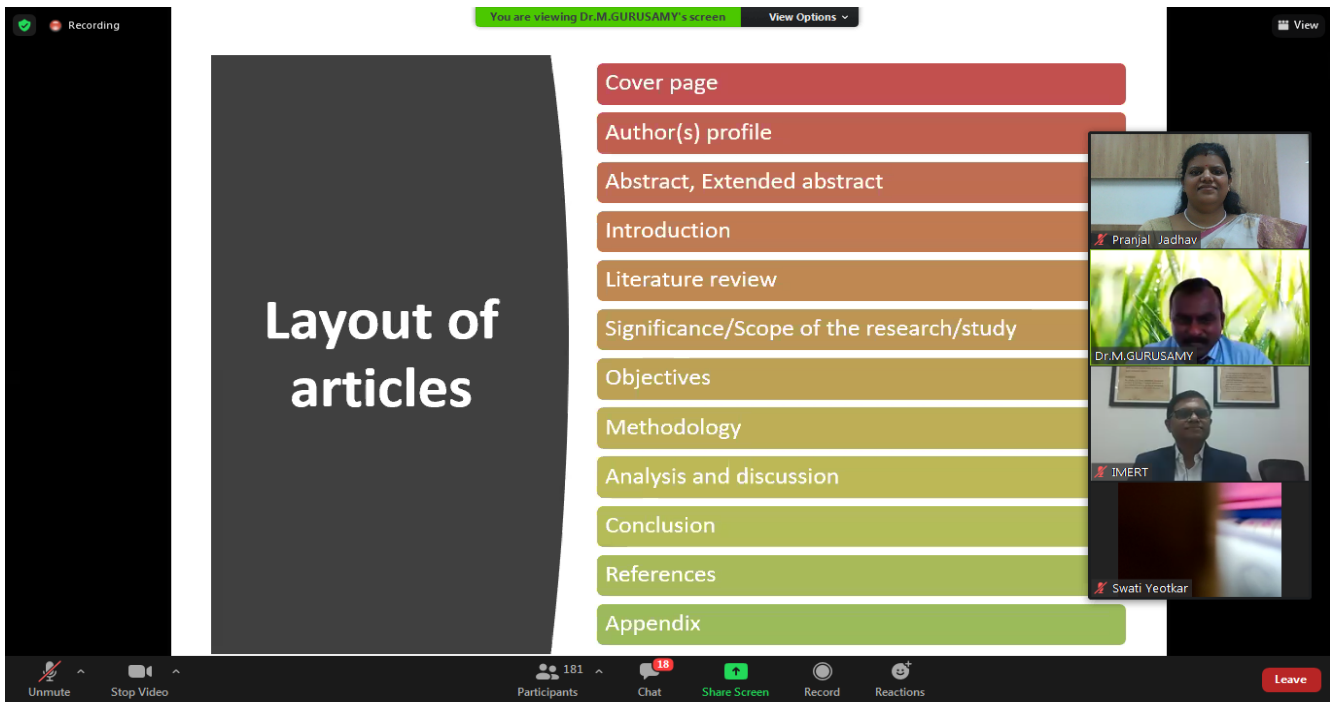 Recording
You are viewing Dr.M.GURUSAMY's screen
View Options
View
Layout of
articles
Cover page
Author(s) profile
Abstract, Extended abstract
Introduction
Literature review
Significance/Scope of the research/study
Objectives
Methodology
Analysis and discussion
Conclusion
References
Appendix
Pranjal Jadhav
Dr.M.GURUSAMY
IMERT
Swati Yeotkar
Unmute
Stop Video
181
Participants
18
Chat
Share Screen
Record
Reactions
Leave